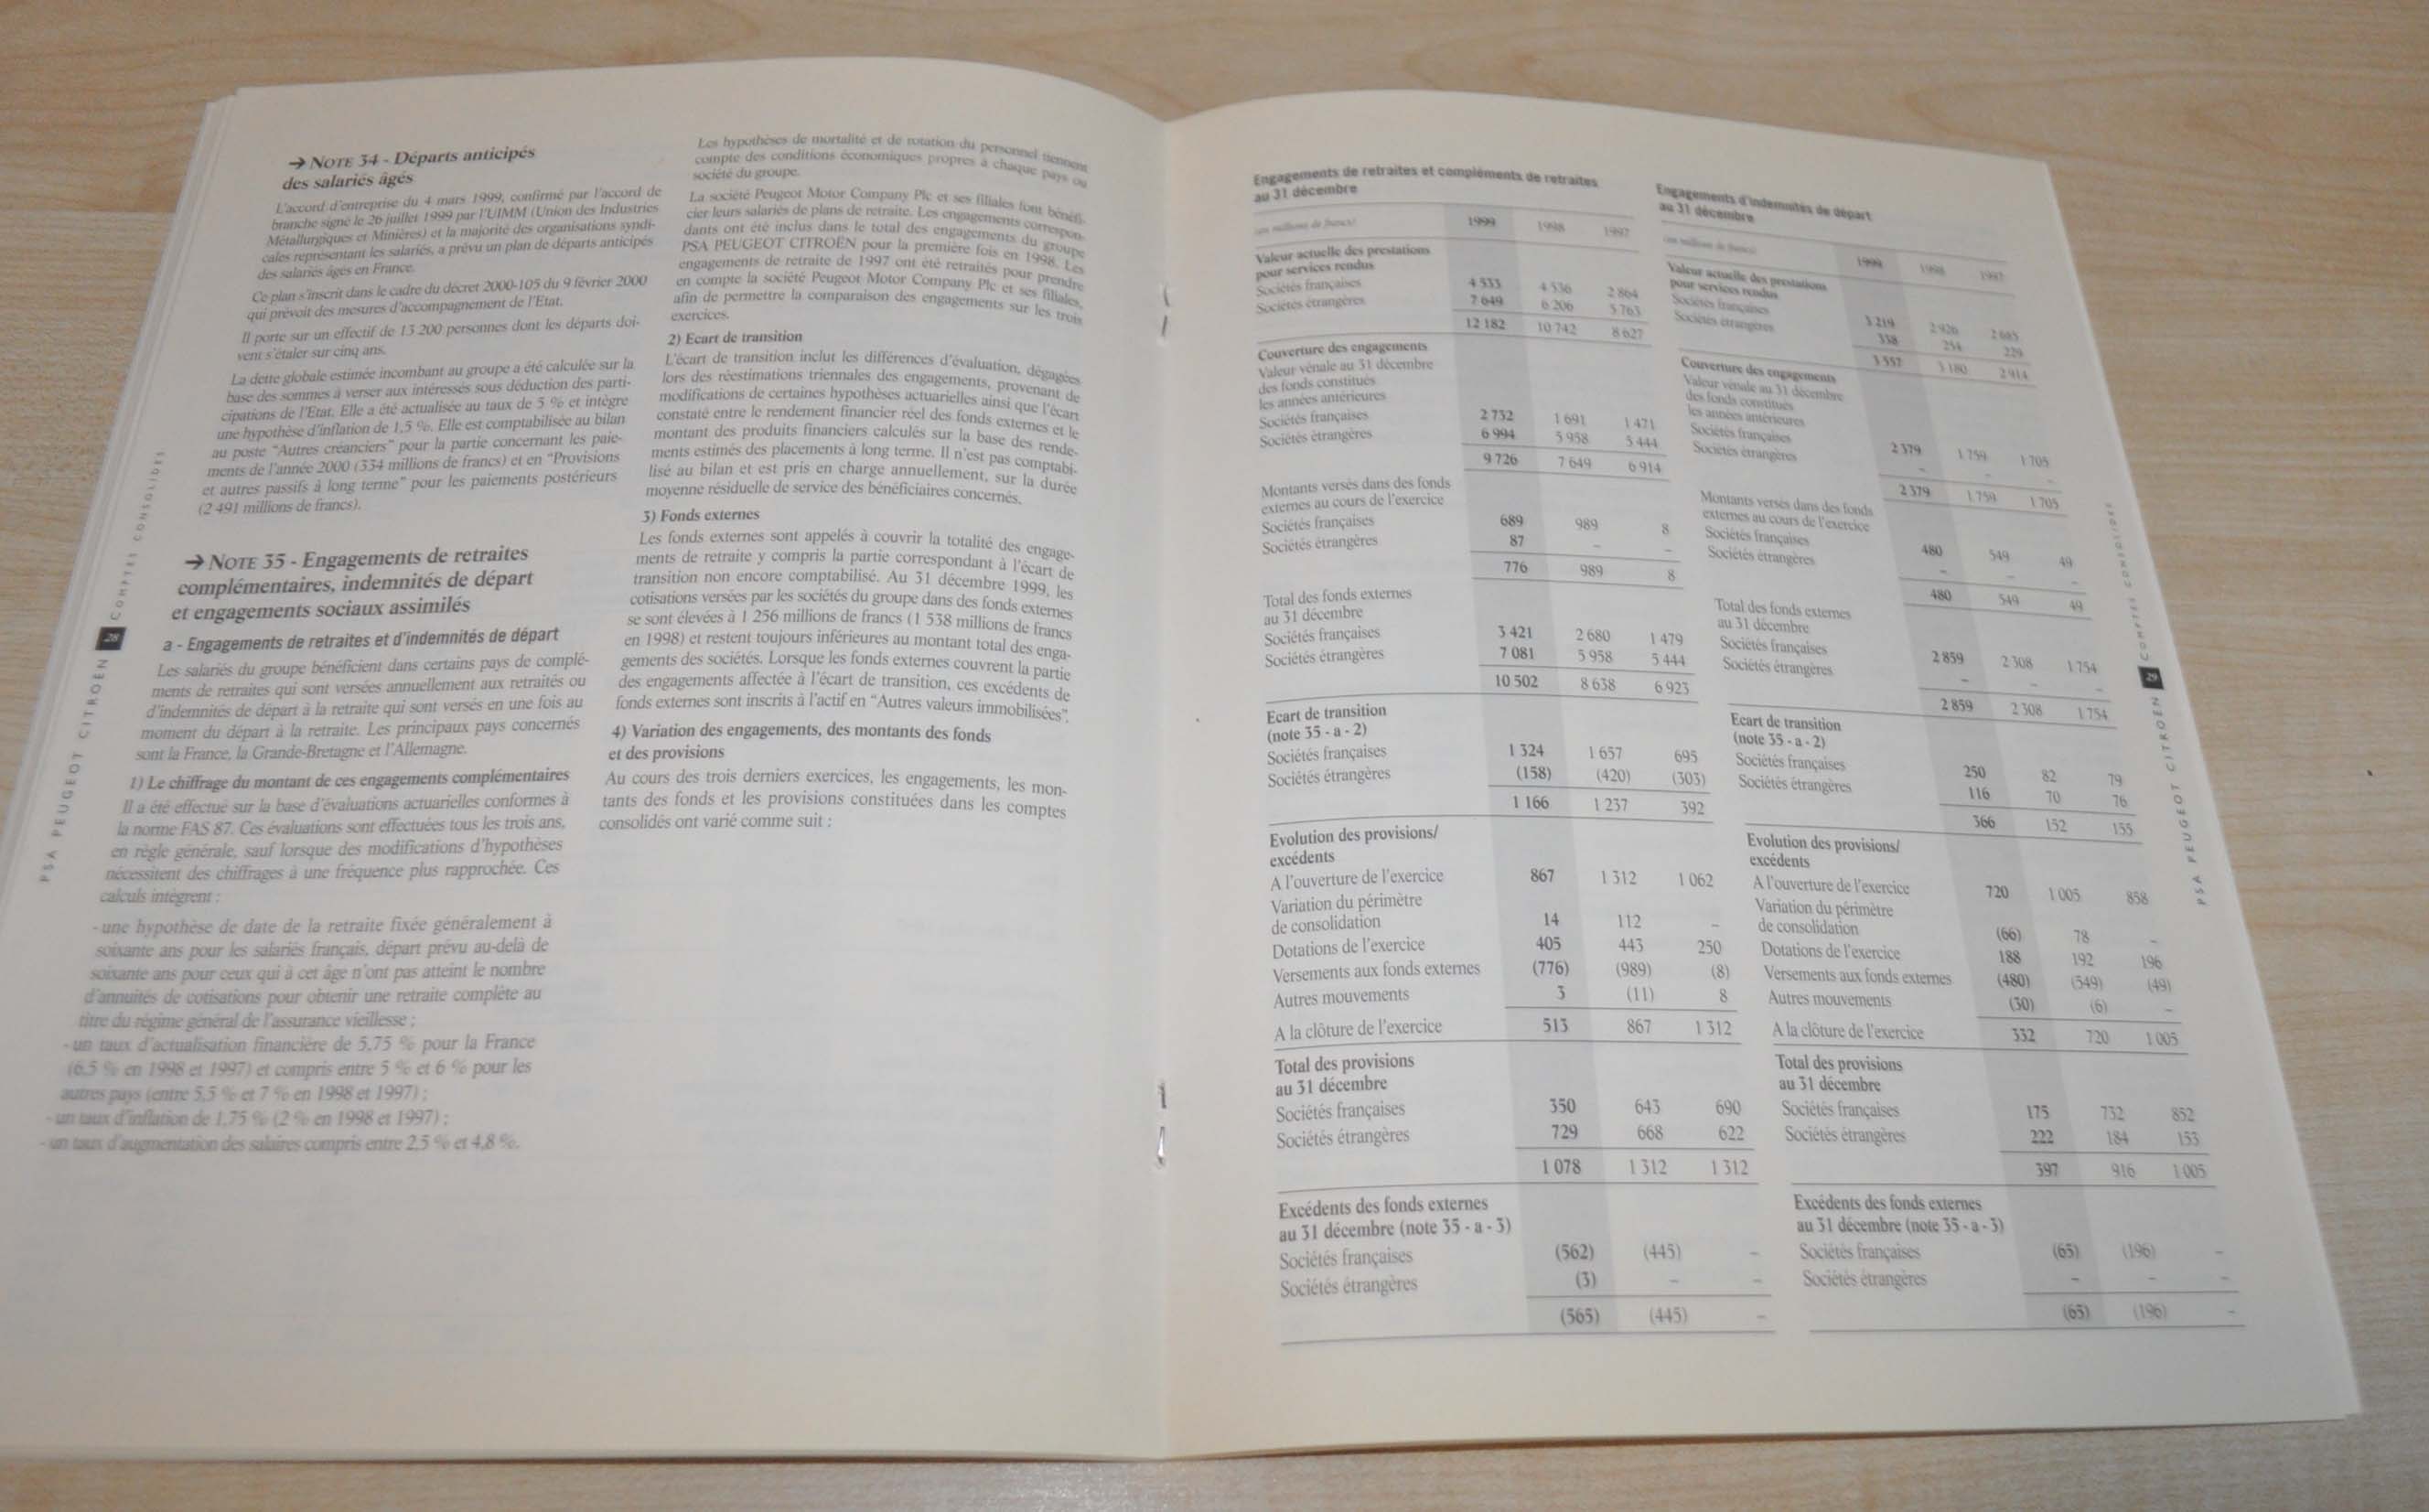 → NOTE 34 - Départs anticipés
des salariés âgés
L'accord d'entreprise du 4 mars 1999, confirmé par l'accord de
branche signé le 26 juillet 1999 par l'UIMM (Union des Industries
Métallurgiques et Minières) et la majorité des organisations syndi-
cales représentant les salariés, a prévu un plan de départs anticipés
des salariés âgés en France.
Ce plan s'inscrit dans le cadre du décret 2000-105 du 9 février 2000
qui prévoit des mesures d'accompagnement de l'Etat.
Il porte sur un effectif de 13 200 personnes dont les départs doi-
vent s'étaler sur cinq ans.
La dette globale estimée incombant au groupe a été calculée sur la
base des sommes à verser aux intéressés sous déduction des parti-
cipations de l'Etat. Elle a été actualisée au taux de 5 % et intègre
une hypothèse d'inflation de 1,5 %. Elle est comptabilisée au bilan
au poste "Autres créanciers" pour la partie concernant les paie-
ments de l'année 2000 (334 millions de francs) et en "Provisions
et autres passifs à long terme" pour les paiements postérieurs
(2 491 millions de francs).
→ NOTE 35 - Engagements de retraites
complémentaires, indemnités de départ
et engagements sociaux assimilés
a - Engagements de retraites et d'indemnités de départ
Les salariés du groupe bénéficient dans certains pays de complé-
ments de retraites qui sont versées annuellement aux retraités ou
d'indemnités de départ à la retraite qui sont versés en une fois au
moment du départ à la retraite. Les principaux pays concernés
sont la France, la Grande-Bretagne et l'Allemagne.
1) Le chiffrage du montant de ces engagements complémentaires
Il a été effectué sur la base d'évaluations actuarielles conformes à
la norme FAS 87. Ces évaluations sont effectuées tous les trois ans,
en règle générale, sauf lorsque des modifications d'hypothèses
nécessitent des chiffrages à une fréquence plus rapprochée. Ces
calculs intègrent :
- une hypothèse de date de la retraite fixée généralement à
soixante ans pour les salariés français, départ prévu au-delà de
soixante ans pour ceux qui à cet âge n'ont pas atteint le nombre
d'annuités de cotisations pour obtenir une retraite complète au
titre du régime général de l'assurance vieillesse ;
- un taux d'actualisation financière de 5,75 % pour la France
(6,5 % en 1998 et 1997) et compris entre 5 % et 6 % pour les
autres pays (entre 5,5 % et 7 % en 1998 et 1997) ;
- un taux d'inflation de 1,75 % (2 % en 1998 et 1997) ;
- un taux d'augmentation des salaires compris entre 2,5 % et 4,8 %.
PSA PEUGEOT CITROËN 28 COMPTES CONSOLIDÉS
Les hypothèses de mortalité et de rotation du personnel tiennent
compte des conditions économiques propres à chaque pays ou
société du groupe.
La société Peugeot Motor Company Plc et ses filiales font bénéfi-
cier leurs salariés de plans de retraite. Les engagements correspon-
dants ont été inclus dans le total des engagements du groupe
PSA PEUGEOT CITROËN pour la première fois en 1998. Les
engagements de retraite de 1997 ont été retraités pour prendre
en compte la société Peugeot Motor Company Plc et ses filiales,
afin de permettre la comparaison des engagements sur les trois
exercices.
2) Ecart de transition
L'écart de transition inclut les différences d'évaluation, dégagées
lors des réestimations triennales des engagements, provenant de
modifications de certaines hypothèses actuarielles ainsi que l'écart
constaté entre le rendement financier réel des fonds externes et le
montant des produits financiers calculés sur la base des rende-
ments estimés des placements à long terme. Il n'est pas comptabi-
lisé au bilan et est pris en charge annuellement, sur la durée
moyenne résiduelle de service des bénéficiaires concernés.
3) Fonds externes
Les fonds externes sont appelés à couvrir la totalité des engage-
ments de retraite y compris la partie correspondant à l'écart de
transition non encore comptabilisé. Au 31 décembre 1999, les
cotisations versées par les sociétés du groupe dans des fonds externes
se sont élevées à 1 256 millions de francs (1 538 millions de francs
en 1998) et restent toujours inférieures au montant total des enga-
gements des sociétés. Lorsque les fonds externes couvrent la partie
des engagements affectée à l'écart de transition, ces excédents de
fonds externes sont inscrits à l'actif en "Autres valeurs immobilisées".
4) Variation des engagements, des montants des fonds
et des provisions
Au cours des trois derniers exercices, les engagements, les mon-
tants des fonds et les provisions constituées dans les comptes
consolidés ont varié comme suit :
Engagements de retraites et compléments de retraites
au 31 décembre
(en millions de francs) 1999 1998 1997
Valeur actuelle des prestations
pour services rendus
Sociétés françaises 4 533 4 536 2 864
Sociétés étrangères 7 649 6 206 5 763
12 182 10 742 8 627
Couverture des engagements
Valeur vénale au 31 décembre
des fonds constitués
les années antérieures
Sociétés françaises 2 732 1 691 1 471
Sociétés étrangères 6 994 5 958 5 444
9 726 7 649 6 914
Montants versés dans des fonds
externes au cours de l'exercice
Sociétés françaises 689 989 8
Sociétés étrangères 87 – –
776 989 8
Total des fonds externes
au 31 décembre
Sociétés françaises 3 421 2 680 1 479
Sociétés étrangères 7 081 5 958 5 444
10 502 8 638 6 923
Ecart de transition
(note 35 - a - 2)
Sociétés françaises 1 324 1 657 695
Sociétés étrangères (158) (420) (303)
1 166 1 237 392
Evolution des provisions/
excédents
A l'ouverture de l'exercice 867 1 312 1 062
Variation du périmètre
de consolidation 14 112 –
Dotations de l'exercice 405 443 250
Versements aux fonds externes (776) (989) (8)
Autres mouvements 3 (11) 8
A la clôture de l'exercice 513 867 1 312
Total des provisions
au 31 décembre
Sociétés françaises 350 643 690
Sociétés étrangères 729 668 622
1 078 1 312 1 312
Excédents des fonds externes
au 31 décembre (note 35 - a - 3)
Sociétés françaises (562) (445) –
Sociétés étrangères (3) – –
(565) (445) –
Engagements d'indemnités de départ
au 31 décembre
(en millions de francs) 1999 1998 1997
Valeur actuelle des prestations
pour services rendus
Sociétés françaises 3 219 2 926 2 685
Sociétés étrangères 338 254 229
3 557 3 180 2 914
Couverture des engagements
Valeur vénale au 31 décembre
des fonds constitués
les années antérieures
Sociétés françaises 2 379 1 759 1 705
Sociétés étrangères – – –
2 379 1 759 1 705
Montants versés dans des fonds
externes au cours de l'exercice
Sociétés françaises 480 549 49
Sociétés étrangères – – –
480 549 49
Total des fonds externes
au 31 décembre
Sociétés françaises 2 859 2 308 1 754
Sociétés étrangères – – –
2 859 2 308 1 754
Ecart de transition
(note 35 - a - 2)
Sociétés françaises 250 82 79
Sociétés étrangères 116 70 76
366 152 155
Evolution des provisions/
excédents
A l'ouverture de l'exercice 720 1 005 858
Variation du périmètre
de consolidation (66) 78 –
Dotations de l'exercice 188 192 196
Versements aux fonds externes (480) (549) (49)
Autres mouvements (30) (6) –
A la clôture de l'exercice 332 720 1 005
Total des provisions
au 31 décembre
Sociétés françaises 175 732 852
Sociétés étrangères 222 184 153
397 916 1 005
Excédents des fonds externes
au 31 décembre (note 35 - a - 3)
Sociétés françaises (65) (196) –
Sociétés étrangères – – –
(65) (196) –
PSA PEUGEOT CITROËN 29 COMPTES CONSOLIDÉS